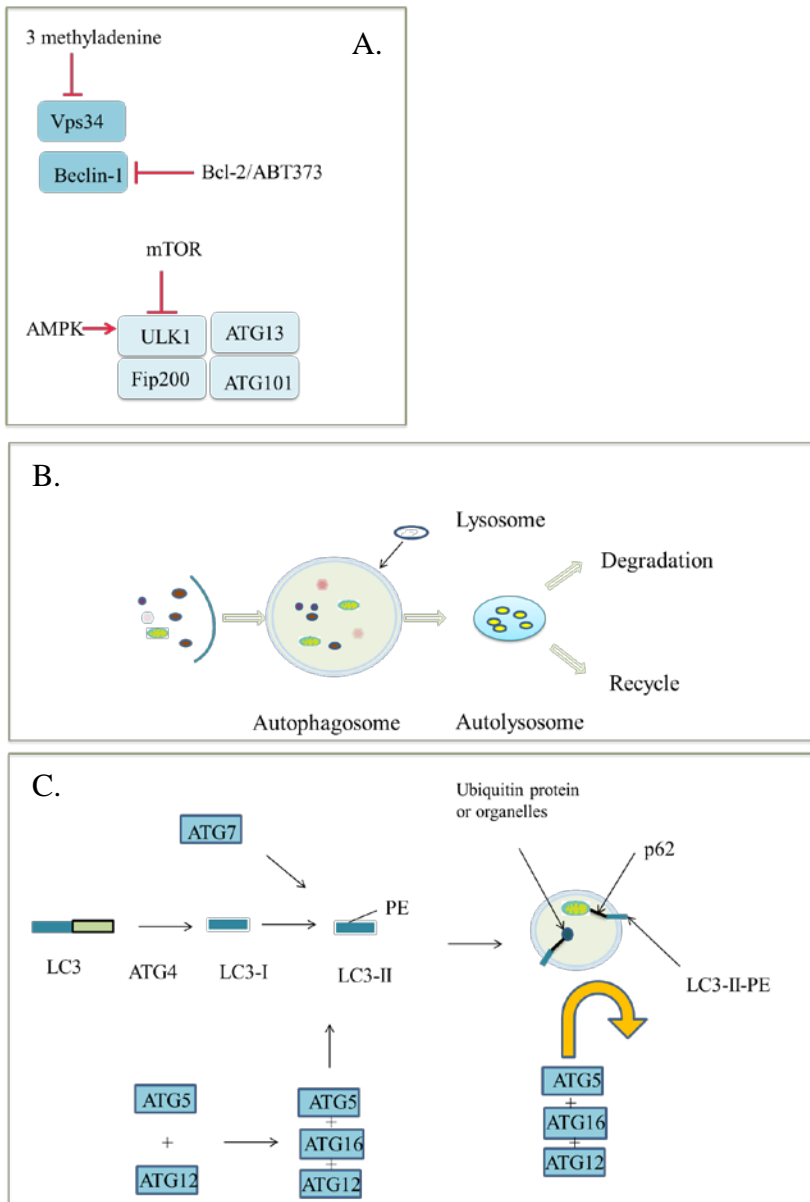 A.
3 methyladenine
Vps34
Beclin-1
Bcl-2/ABT373
mTOR
AMPK
ULK1
ATG13
Fip200
ATG101
B.
Lysosome
Degradation
Recycle
Autophagosome
Autolysosome
C.
Ubiquitin protein
or organelles
ATG7
p62
PE
LC3
ATG4
LC3-I
LC3-II
LC3-II-PE
ATG5
+
ATG12
ATG5
+
ATG16
+
ATG12
ATG5
+
ATG16
+
ATG12